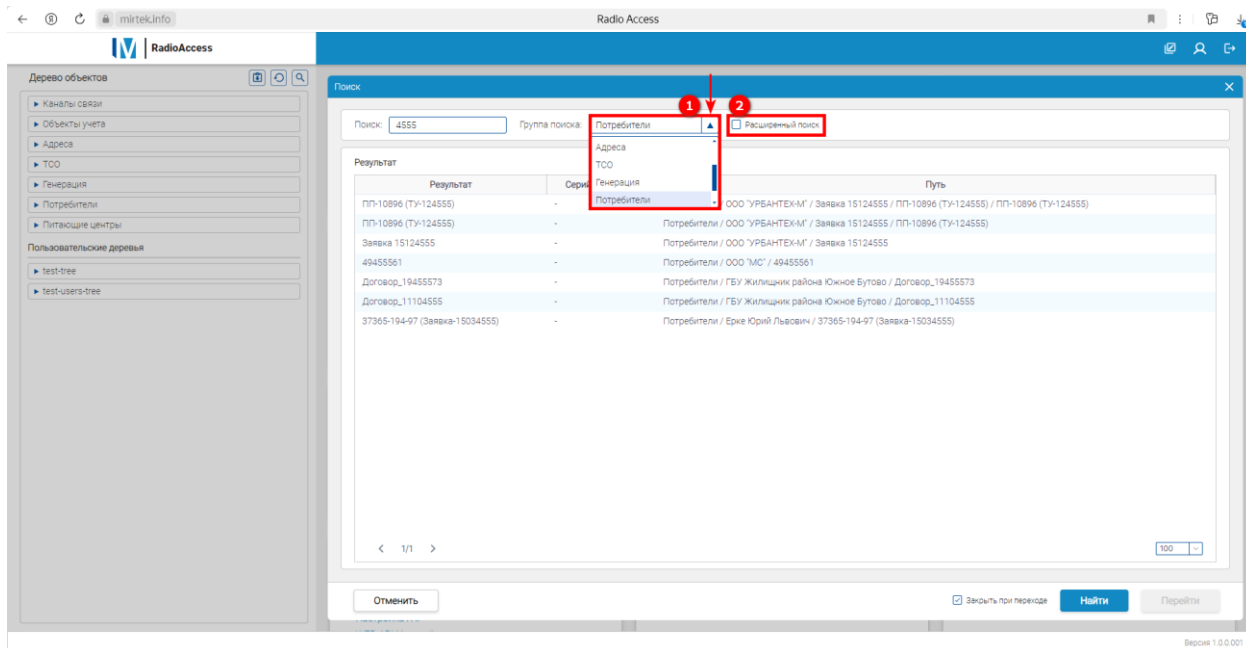 mirtek.info
Radio Access
RadioAccess
Дерево объектов
Каналы связи
Объекты учета
Адреса
ТСО
Генерация
Потребители
Питающие центры
Пользовательские деревья
test-tree
test-users-tree
Поиск
1
2
Поиск: 4555 Группа поиска: Потребители Расширенный поиск
Адреса
ТСО
Генерация
Потребители
Результат
Результат Серий Путь
ПП-10896 (ТУ-124555) - Потребители / ООО "УРБАНТЕХ-М" / Заявка 15124555 / ПП-10896 (ТУ-124555) / ПП-10896 (ТУ-124555)
ПП-10896 (ТУ-124555) - Потребители / ООО "УРБАНТЕХ-М" / Заявка 15124555 / ПП-10896 (ТУ-124555)
Заявка 15124555 - Потребители / ООО "УРБАНТЕХ-М" / Заявка 15124555
49455561 - Потребители / ООО "МС" / 49455561
Договор_19455573 - Потребители / ГБУ Жилищник района Южное Бутово / Договор_19455573
Договор_11104555 - Потребители / ГБУ Жилищник района Южное Бутово / Договор_11104555
37365-194-97 (Заявка-15034555) - Потребители / Ерке Юрий Львович / 37365-194-97 (Заявка-15034555)
1/1
100
Отменить
Закрыть при переходе
Найти
Перейти
Версия 1.0.0.001